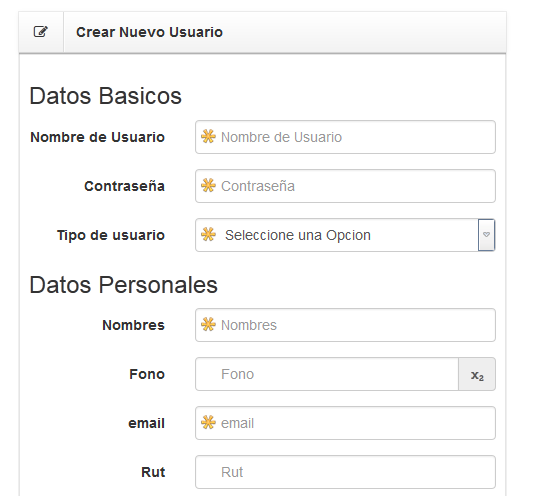 Crear Nuevo Usuario
Datos Basicos
Nombre de Usuario Nombre de Usuario
Contraseña Contraseña
Tipo de usuario Seleccione una Opcion
Datos Personales
Nombres Nombres
Fono Fono x₂
email email
Rut Rut